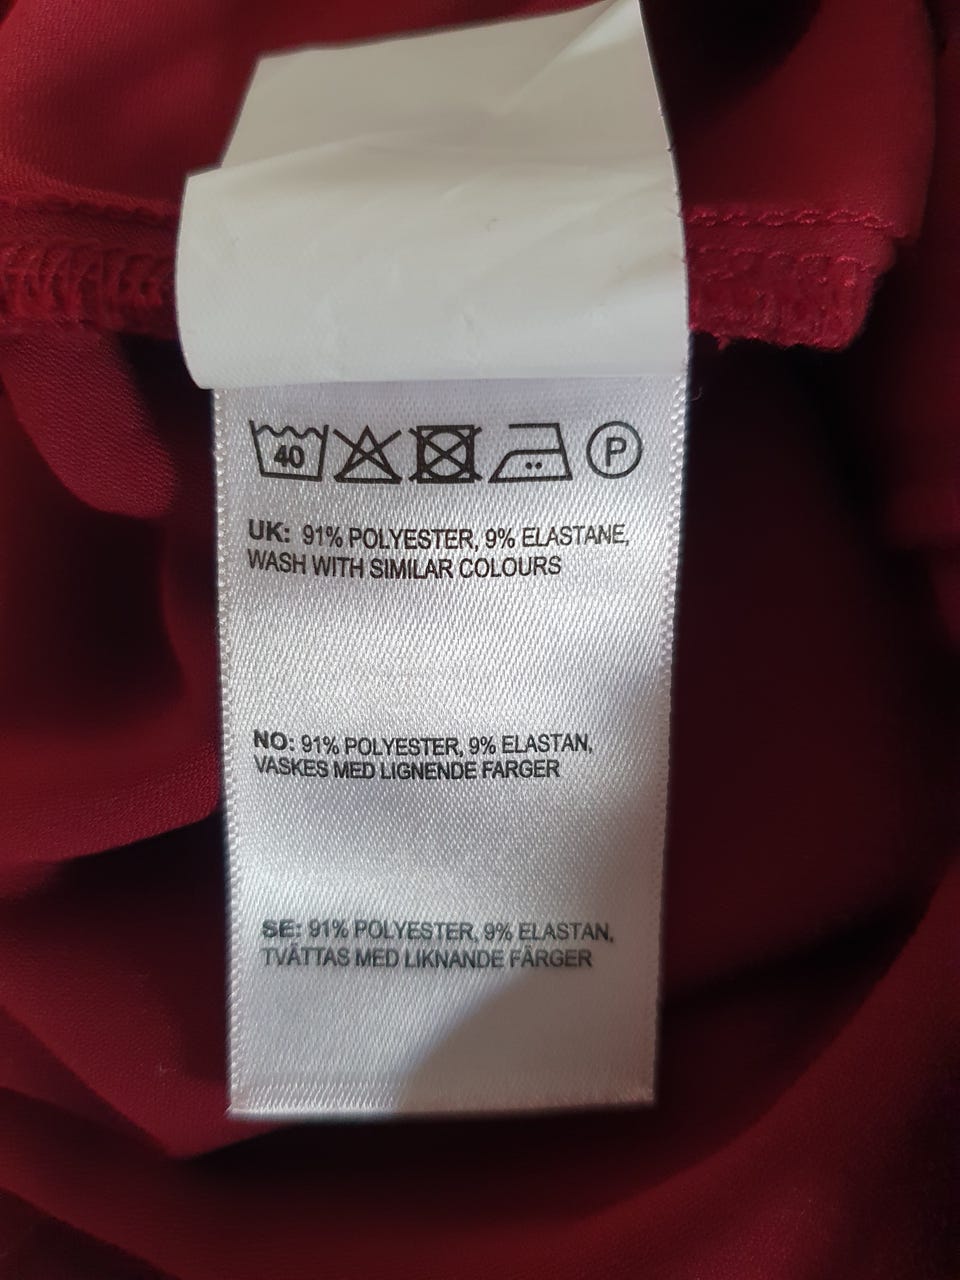 40 P
UK: 91% POLYESTER, 9% ELASTANE,
WASH WITH SIMILAR COLOURS
NO: 91% POLYESTER, 9% ELASTAN,
VASKES MED LIGNENDE FARGER
SE: 91% POLYESTER, 9% ELASTAN,
TVÄTTAS MED LIKNANDE FÄRGER